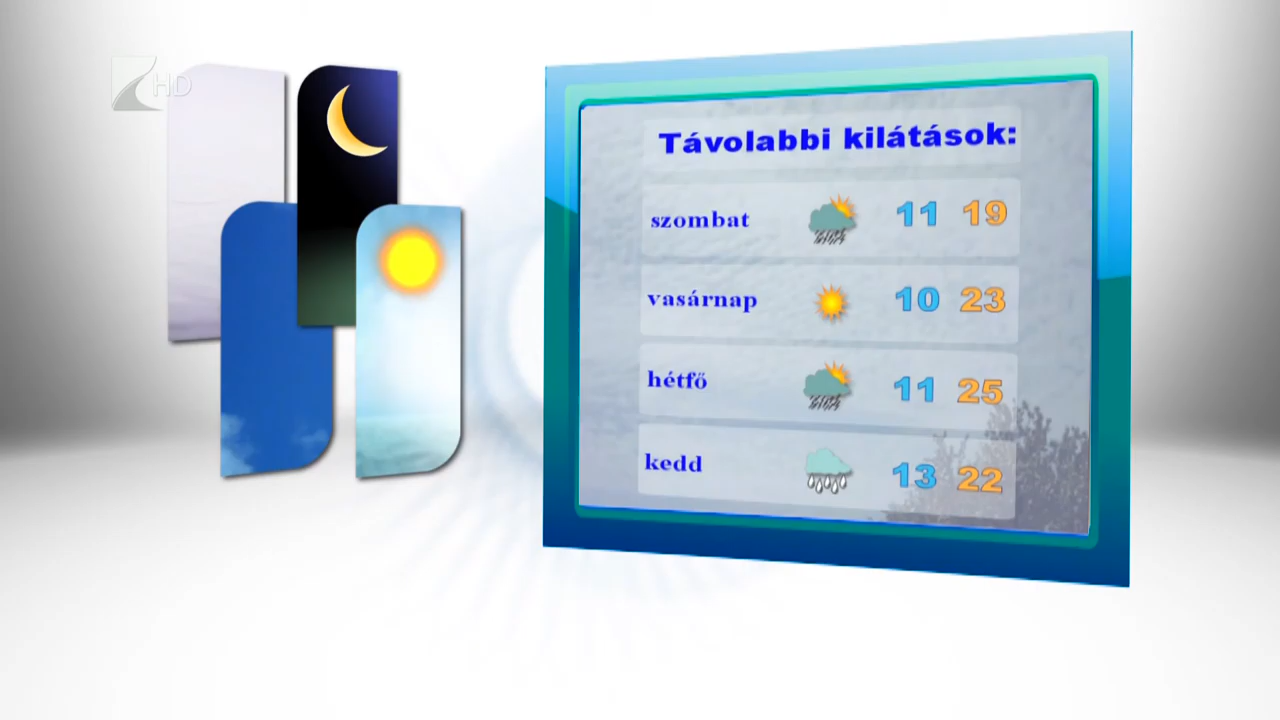 HD
Távolabbi kilátások:
szombat 11 19
vasárnap 10 23
hétfő 11 25
kedd 13 22